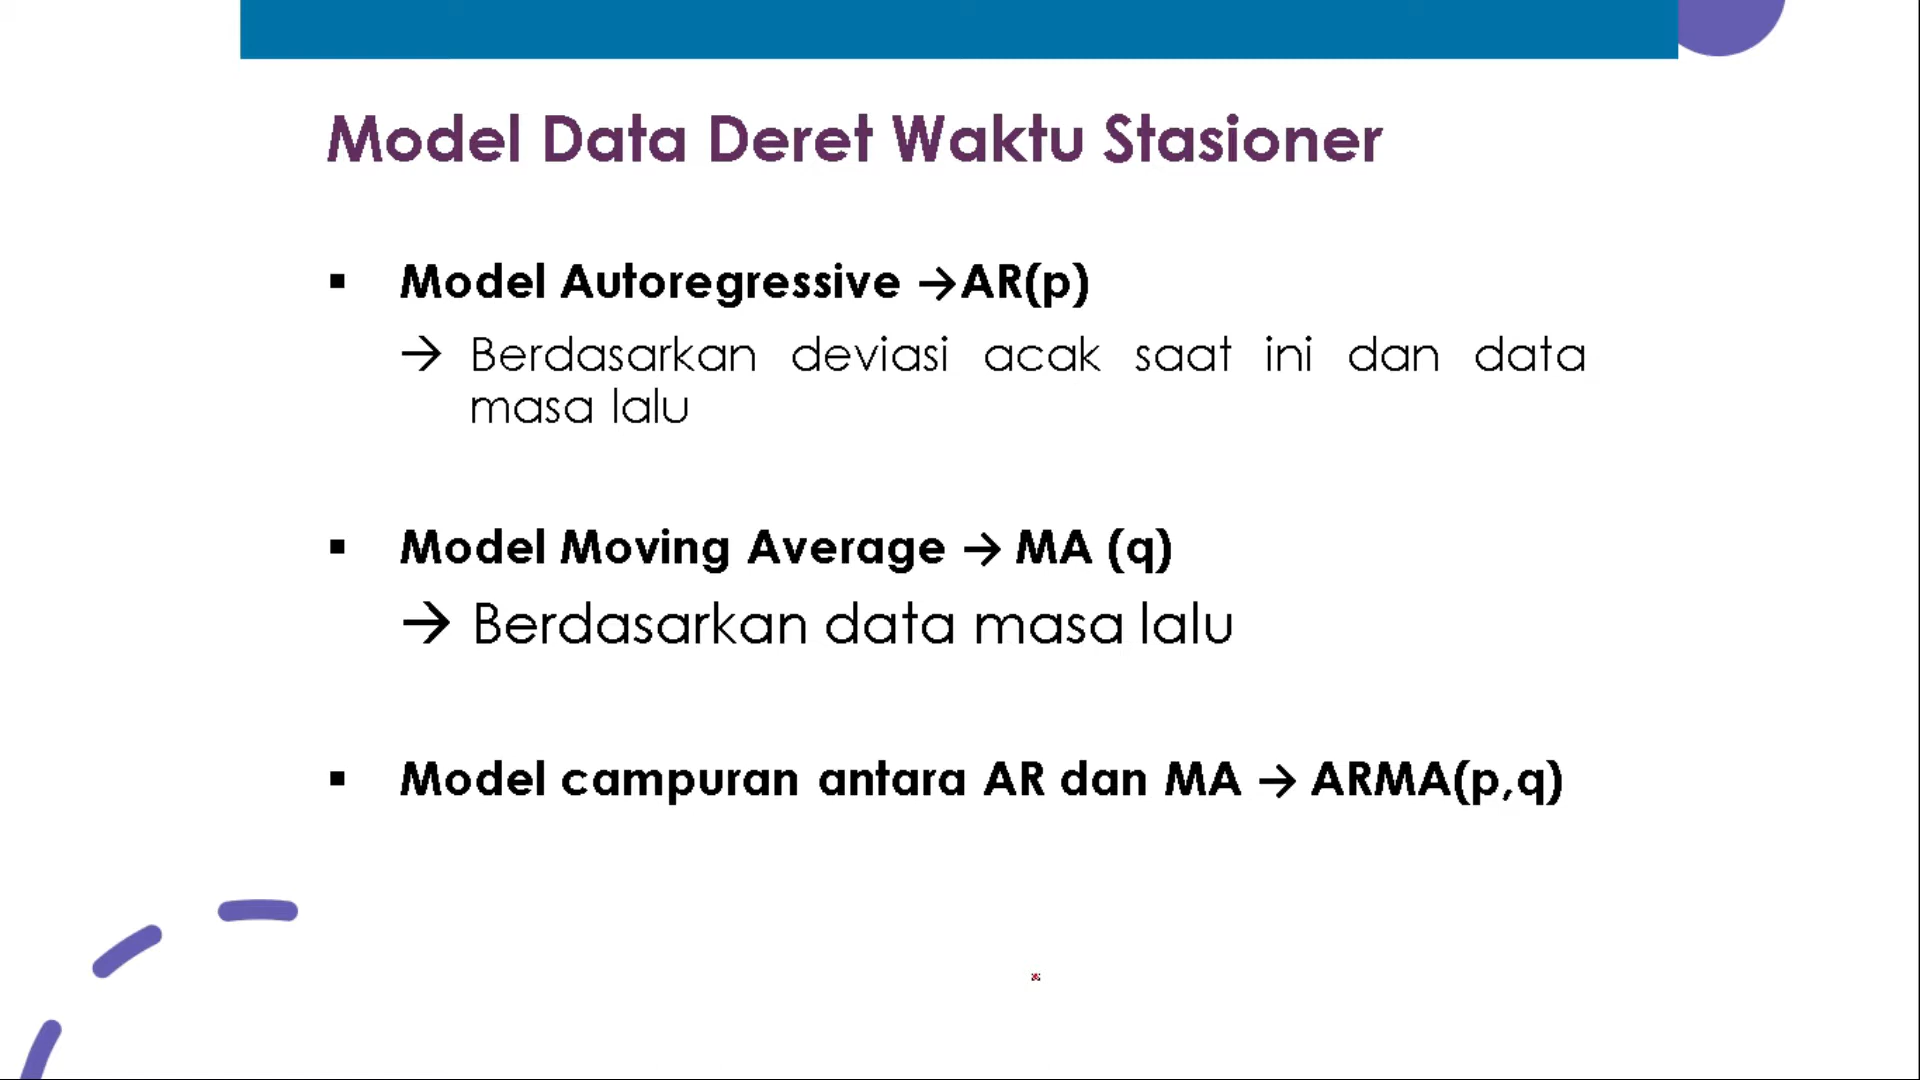 Model Data Deret Waktu Stasioner
▪ Model Autoregressive →AR(p)
→ Berdasarkan deviasi acak saat ini dan data
masa lalu
▪ Model Moving Average → MA (q)
→ Berdasarkan data masa lalu
▪ Model campuran antara AR dan MA → ARMA(p,q)